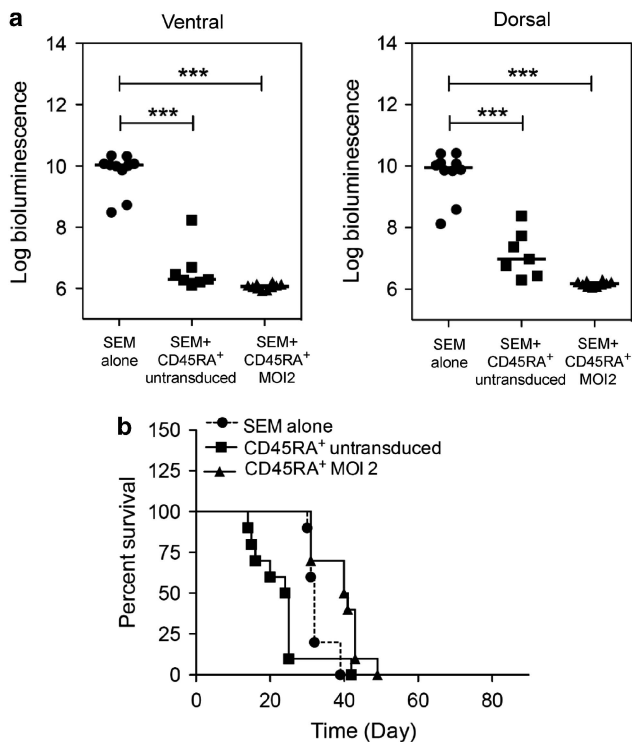 a
Ventral
Dorsal
14
12
10
8
6
Log bioluminescence
***
***
SEM alone
SEM+ CD45RA⁺ untransduced
SEM+ CD45RA⁺ MOI2
14
12
10
8
6
Log bioluminescence
***
***
SEM alone
SEM+ CD45RA⁺ untransduced
SEM+ CD45RA⁺ MOI2
b
SEM alone
CD45RA⁺ untransduced
CD45RA⁺ MOI 2
150
125
100
75
50
25
0
Percent survival
0 20 40 60 80
Time (Day)